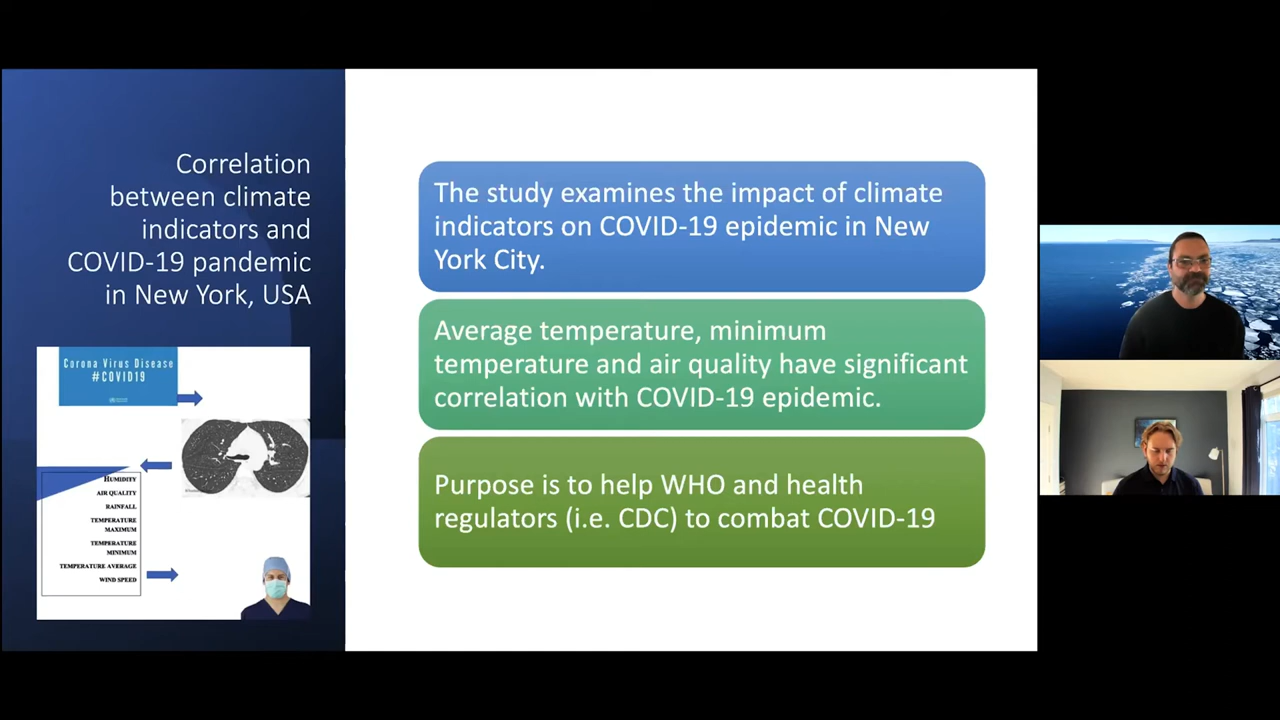 Correlation
between climate
indicators and
COVID-19 pandemic
in New York, USA
Corona Virus Disease
#COVID19
HUMIDITY
AIR QUALITY
RAINFALL
TEMPERATURE
MAXIMUM
TEMPERATURE
MINIMUM
TEMPERATURE AVERAGE
WIND SPEED
The study examines the impact of climate
indicators on COVID-19 epidemic in New
York City.
Average temperature, minimum
temperature and air quality have significant
correlation with COVID-19 epidemic.
Purpose is to help WHO and health
regulators (i.e. CDC) to combat COVID-19